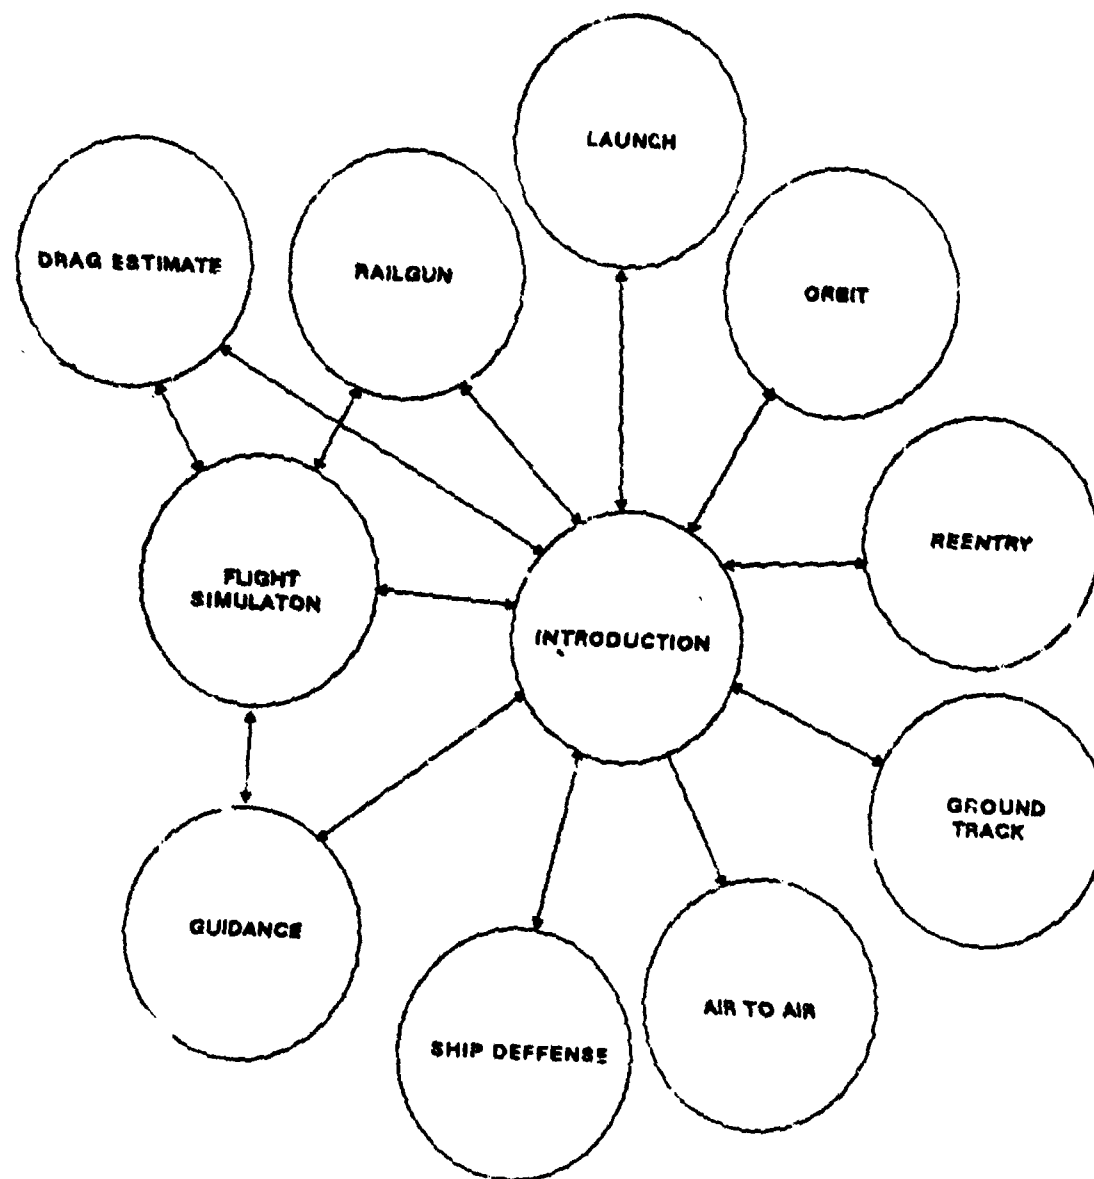 LAUNCH
DRAG ESTIMATE
RAILGUN
ORBIT
REENTRY
FLIGHT
SIMULATON
INTRODUCTION
GROUND
TRACK
GUIDANCE
AIR TO AIR
SHIP DEFFENSE